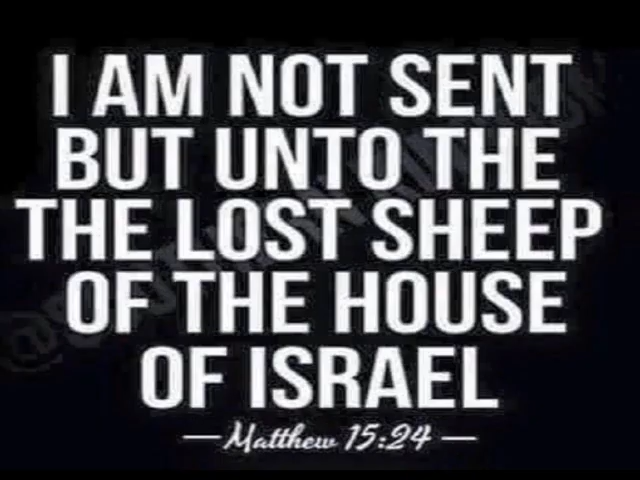 I AM NOT SENT
BUT UNTO THE
THE LOST SHEEP
OF THE HOUSE
OF ISRAEL
— Matthew 15:24 —